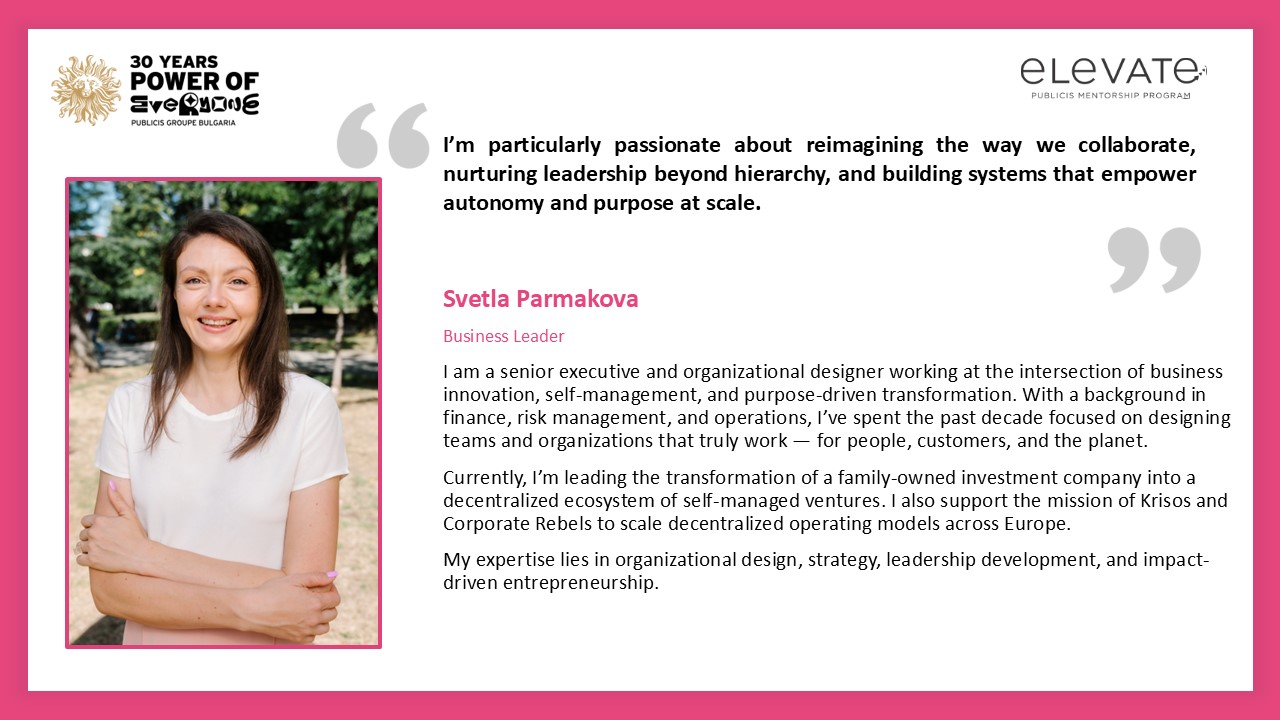 30 YEARS
POWER OF
EVERYONE
PUBLICIS GROUPE BULGARIA
ELEVATE
PUBLICIS MENTORSHIP PROGRAM
“
I’m particularly passionate about reimagining the way we collaborate,
nurturing leadership beyond hierarchy, and building systems that empower
autonomy and purpose at scale.
”
Svetla Parmakova
Business Leader
I am a senior executive and organizational designer working at the intersection of business
innovation, self-management, and purpose-driven transformation. With a background in
finance, risk management, and operations, I’ve spent the past decade focused on designing
teams and organizations that truly work — for people, customers, and the planet.
Currently, I’m leading the transformation of a family-owned investment company into a
decentralized ecosystem of self-managed ventures. I also support the mission of Krisos and
Corporate Rebels to scale decentralized operating models across Europe.
My expertise lies in organizational design, strategy, leadership development, and impact-
driven entrepreneurship.